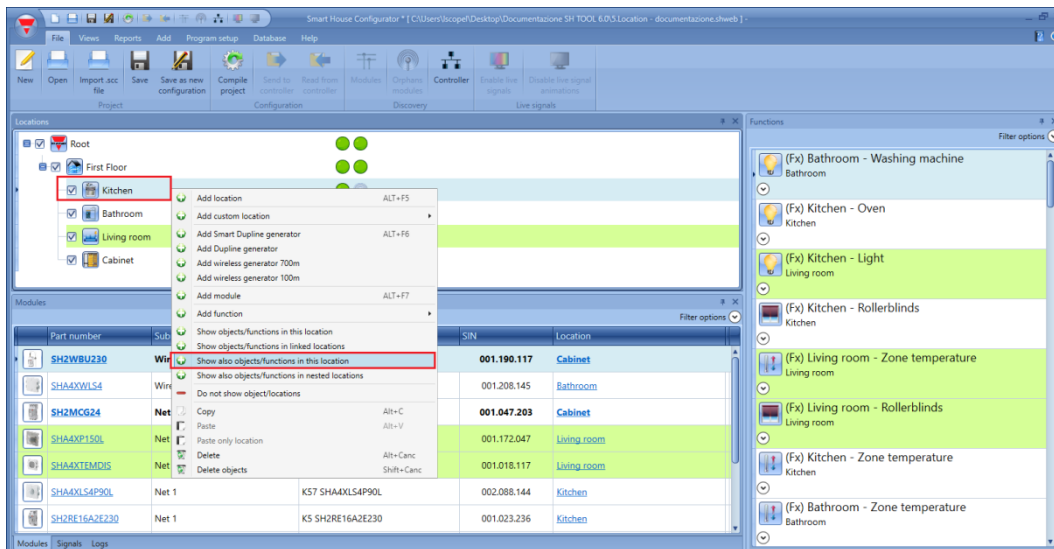 Smart House Configurator * [ C:\Users\lscopel\Desktop\Documentazione SH TOOL 6.0\5.Location - documentazione.shweb ] -
File Views Reports Add Program setup Database Help
New
Open
Import .scc file
Save
Save as new configuration
Compile project
Send to controller
Read from controller
Modules
Orphans modules
Controller
Enable live signals
Disable live signal animations
Project
Configuration
Discovery
Live signals
Locations
Root
First Floor
Kitchen
Bathroom
Living room
Cabinet
Add location ALT+F5
Add custom location
Add Smart Dupline generator ALT+F6
Add Dupline generator
Add wireless generator 700m
Add wireless generator 100m
Add module ALT+F7
Add function
Show objects/functions in this location
Show objects/functions in linked locations
Show also objects/functions in this location
Show also objects/functions in nested locations
Do not show object/locations
Copy Alt+C
Paste Alt+V
Paste only location
Delete Alt+Canc
Delete objects Shift+Canc
Modules
Filter options
Part number Sub SIN Location
SH2WBU230 Wir 001.190.117 Cabinet
SHA4XWLS4 Wire 001.208.145 Bathroom
SH2MCG24 Net 001.047.203 Cabinet
SHA4XP150L Net 001.172.047 Living room
SHA4XTEMDIS Net 001.018.117 Living room
SHA4XLS4P90L Net 1 K57 SHA4XLS4P90L 002.088.144 Kitchen
SH2RE16A2E230 Net 1 K5 SH2RE16A2E230 001.023.236 Kitchen
Modules Signals Logs
Functions
Filter options
(Fx) Bathroom - Washing machine
Bathroom
(Fx) Kitchen - Oven
Kitchen
(Fx) Kitchen - Light
Living room
(Fx) Kitchen - Rollerblinds
Kitchen
(Fx) Living room - Zone temperature
Living room
(Fx) Living room - Rollerblinds
Living room
(Fx) Kitchen - Zone temperature
Kitchen
(Fx) Bathroom - Zone temperature
Bathroom